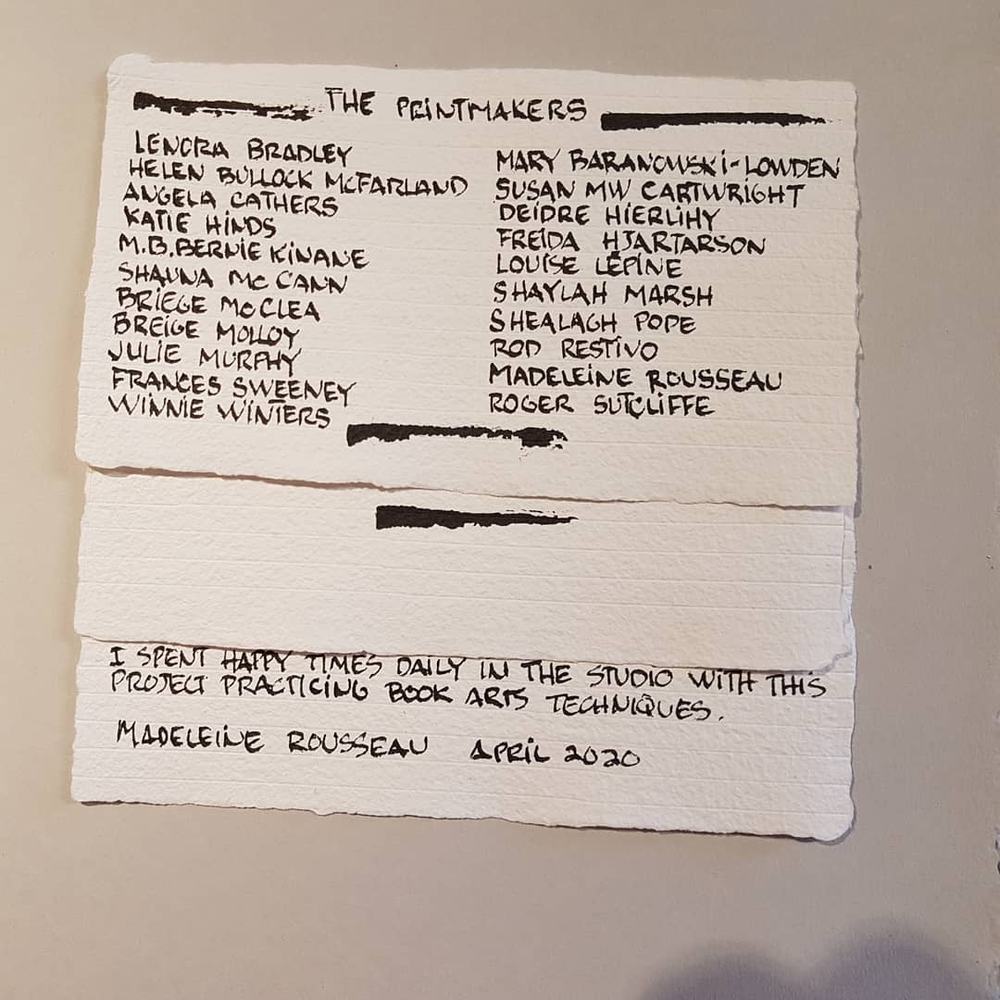 THE PRINTMAKERS
LENORA BRADLEY
HELEN BULLOCK McFARLAND
ANGELA CATHERS
KATIE HINDS
M.B. BERNIE KINANE
SHAUNA McCANN
BRIEGE McCLEA
BREIGE MOLLOY
JULIE MURPHY
FRANCES SWEENEY
WINNIE WINTERS
MARY BARANOWSKI-LOWDEN
SUSAN MW CARTWRIGHT
DEIDRE HIERLIHY
FREIDA HJARTARSON
LOUISE LÉPINE
SHAYLAH MARSH
SHEALAGH POPE
ROD RESTIVO
MADELEINE ROUSSEAU
ROGER SUTCLIFFE
I SPENT HAPPY TIMES DAILY IN THE STUDIO WITH THIS
PROJECT PRACTICING BOOK ARTS TECHNIQUES.
MADELEINE ROUSSEAU APRIL 2020